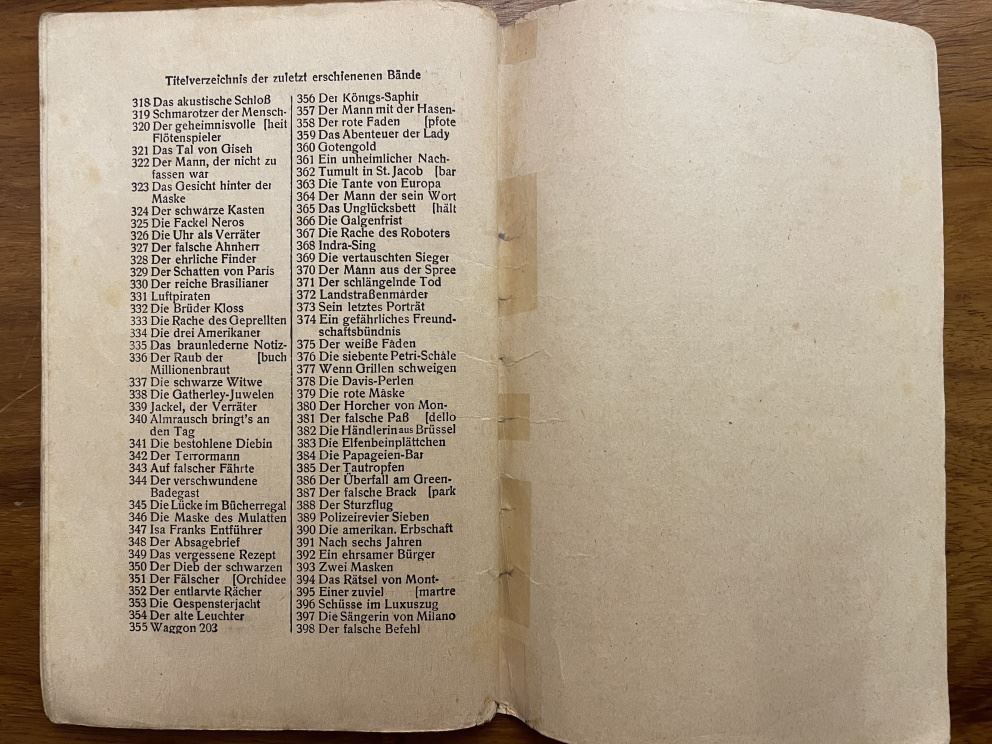 Titelverzeichnis der zuletzt erschienenen Bände
318 Das akustische Schloß
319 Schmarotzer der Mensch-
320 Der geheimnisvolle [heit
Flötenspieler
321 Das Tal von Giseh
322 Der Mann, der nicht zu
fassen war
323 Das Gesicht hinter der
Maske
324 Der schwarze Kasten
325 Die Fackel Neros
326 Die Uhr als Verräter
327 Der falsche Ahnherr
328 Der ehrliche Finder
329 Der Schatten von Paris
330 Der reiche Brasilianer
331 Luftpiraten
332 Die Brüder Kloss
333 Die Rache des Geprellten
334 Die drei Amerikaner
335 Das braunlederne Notiz-
336 Der Raub der [buch
Millionenbraut
337 Die schwarze Witwe
338 Die Gatherley-Juwelen
339 Jackel, der Verräter
340 Almrausch bringt's an
den Tag
341 Die bestohlene Diebin
342 Der Terrormann
343 Auf falscher Fährte
344 Der verschwundene
Badegast
345 Die Lücke im Bücherregal
346 Die Maske des Mulatten
347 Isa Franks Entführer
348 Der Absagebrief
349 Das vergessene Rezept
350 Der Dieb der schwarzen
351 Der Fälscher [Orchidee
352 Der entlarvte Rächer
353 Die Gespensterjacht
354 Der alte Leuchter
355 Waggon 203
356 Der Königs-Saphir
357 Der Mann mit der Hasen-
358 Der rote Faden [pfote
359 Das Abenteuer der Lady
360 Gotengold
361 Ein unheimlicher Nach-
362 Tumult in St. Jacob [bar
363 Die Tante von Europa
364 Der Mann der sein Wort
365 Das Unglücksbett [hält
366 Die Galgenfrist
367 Die Rache des Roboters
368 Indra-Sing
369 Die vertauschten Sieger
370 Der Mann aus der Spree
371 Der schlängelnde Tod
372 Landstraßenmarder
373 Sein letztes Porträt
374 Ein gefährliches Freund-
schaftsbündnis
375 Der weiße Faden
376 Die siebente Petri-Schale
377 Wenn Grillen schweigen
378 Die Davis-Perlen
379 Die rote Maske
380 Der Horcher von Mon-
381 Der falsche Paß [dello
382 Die Händlerin aus Brüssel
383 Die Elfenbeinplättchen
384 Die Papageien-Bar
385 Der Tautropfen
386 Der Überfall am Green-
387 Der falsche Brack [park
388 Der Sturzflug
389 Polizeirevier Sieben
390 Die amerikan. Erbschaft
391 Nach sechs Jahren
392 Ein ehrsamer Bürger
393 Zwei Masken
394 Das Rätsel von Mont-
395 Einer zuviel [martre
396 Schüsse im Luxuszug
397 Die Sängerin von Milano
398 Der falsche Befehl